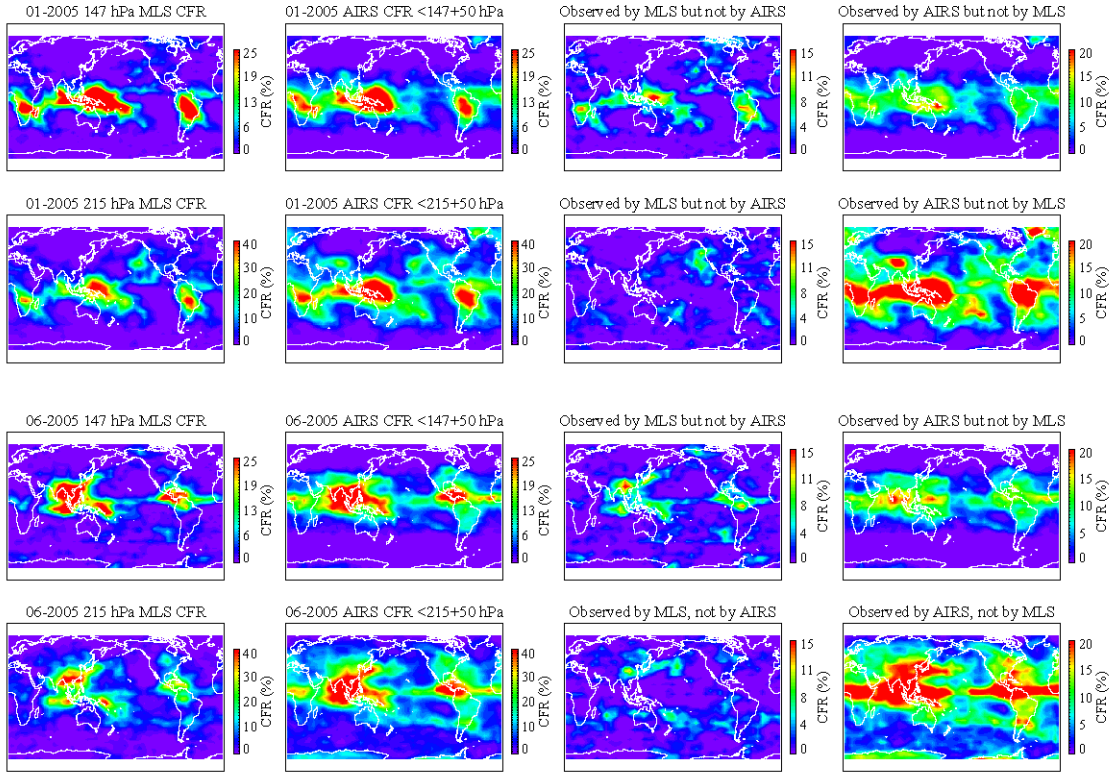 01-2005 147 hPa MLS CFR
01-2005 AIRS CFR <147+50 hPa
Observed by MLS but not by AIRS
Observed by AIRS but not by MLS
25
19
13
6
0
CFR (%)
25
19
13
6
0
CFR (%)
15
11
8
4
0
CFR (%)
20
15
10
5
0
CFR (%)
01-2005 215 hPa MLS CFR
01-2005 AIRS CFR <215+50 hPa
Observed by MLS but not by AIRS
Observed by AIRS but not by MLS
40
30
20
10
0
CFR (%)
40
30
20
10
0
CFR (%)
15
11
8
4
0
CFR (%)
20
15
10
5
0
CFR (%)
06-2005 147 hPa MLS CFR
06-2005 AIRS CFR <147+50 hPa
Observed by MLS but not by AIRS
Observed by AIRS but not by MLS
25
19
13
6
0
CFR (%)
25
19
13
6
0
CFR (%)
15
11
8
4
0
CFR (%)
20
15
10
5
0
CFR (%)
06-2005 215 hPa MLS CFR
06-2005 AIRS CFR <215+50 hPa
Observed by MLS, not by AIRS
Observed by AIRS, not by MLS
40
30
20
10
0
CFR (%)
40
30
20
10
0
CFR (%)
15
11
8
4
0
CFR (%)
20
15
10
5
0
CFR (%)